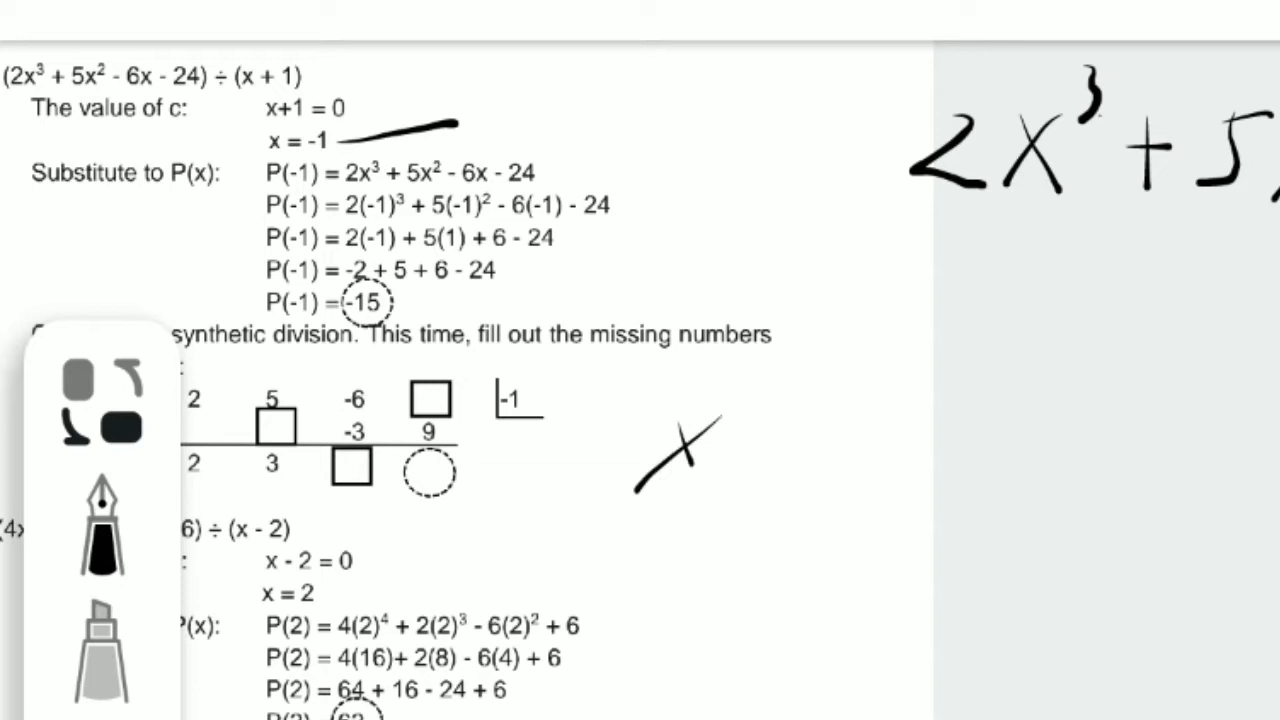 (2x³ + 5x² - 6x - 24) ÷ (x + 1)
The value of c: x+1 = 0
x = -1
Substitute to P(x): P(-1) = 2x³ + 5x² - 6x - 24
P(-1) = 2(-1)³ + 5(-1)² - 6(-1) - 24
P(-1) = 2(-1) + 5(1) + 6 - 24
P(-1) = -2 + 5 + 6 - 24
P(-1) = -15
synthetic division. This time, fill out the missing numbers
:
2 5 -6 -1
-3 9
2 3
(4x 6) ÷ (x - 2)
: x - 2 = 0
x = 2
P(x): P(2) = 4(2)⁴ + 2(2)³ - 6(2)² + 6
P(2) = 4(16)+ 2(8) - 6(4) + 6
P(2) = 64 + 16 - 24 + 6
2x³ + 5
x